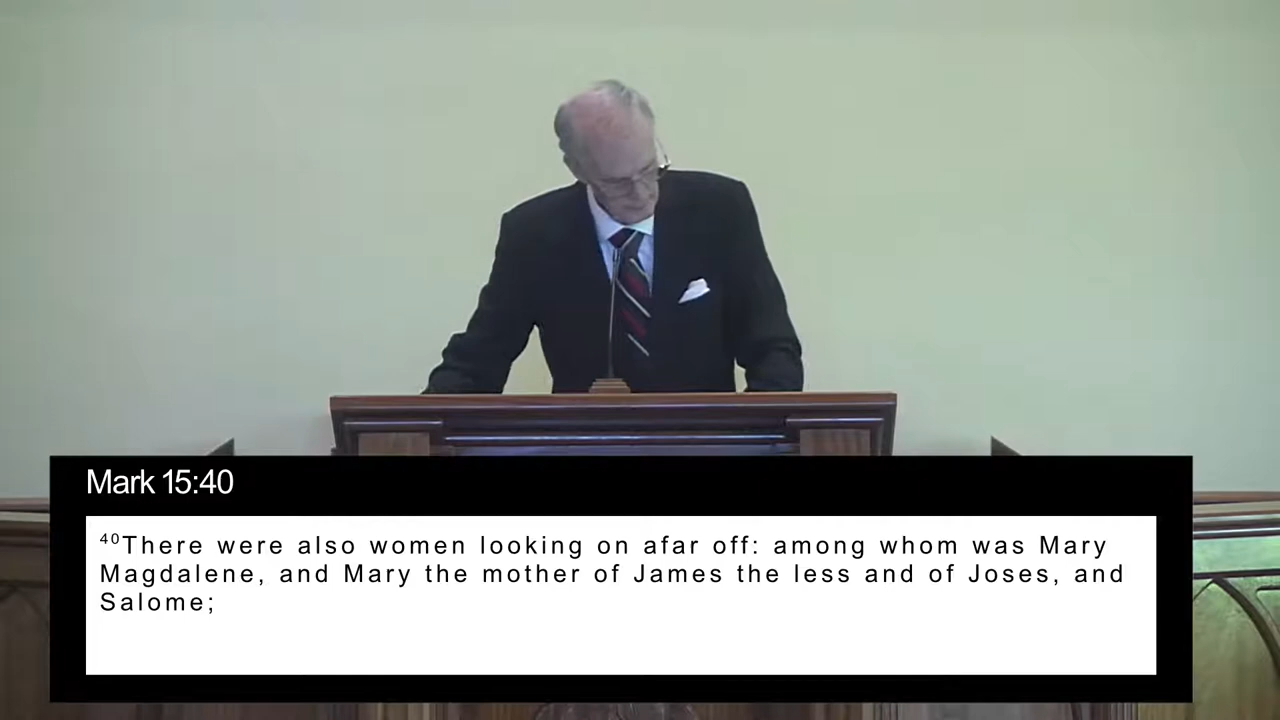 Mark 15:40
40There were also women looking on afar off: among whom was Mary
Magdalene, and Mary the mother of James the less and of Joses, and
Salome;